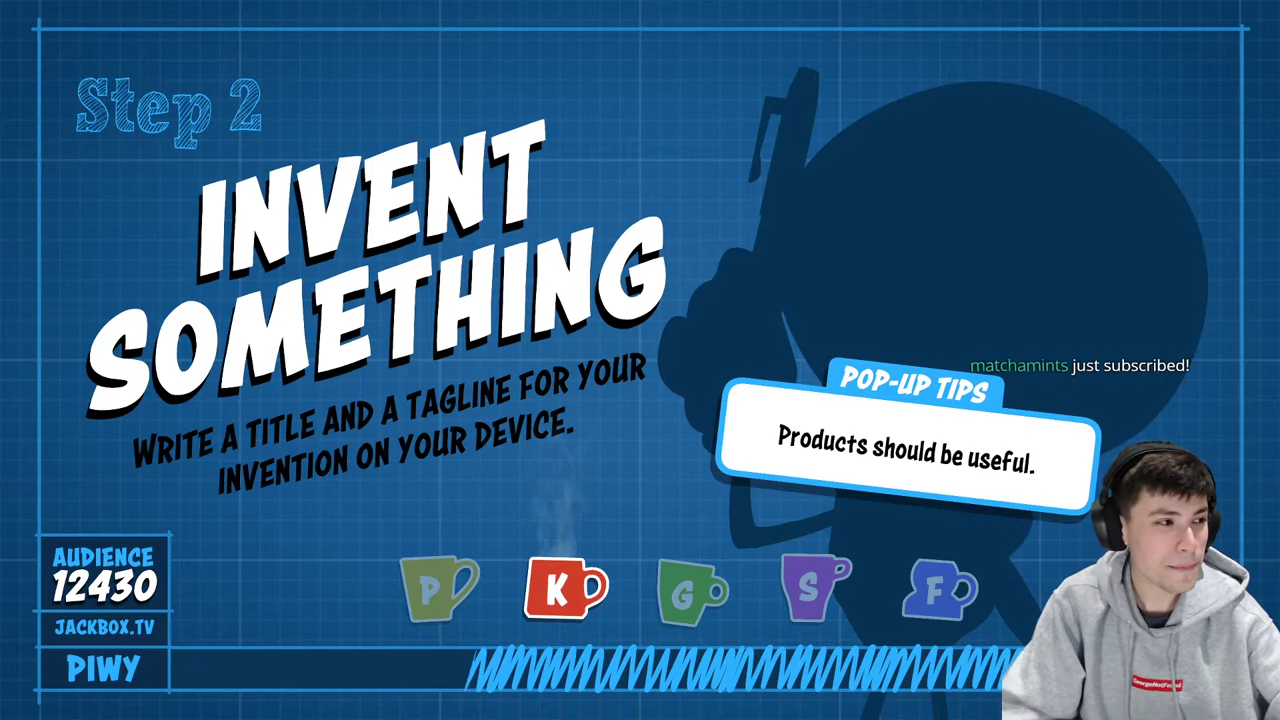 Step 2
INVENT
SOMETHING
WRITE A TITLE AND A TAGLINE FOR YOUR
INVENTION ON YOUR DEVICE.
matchamints just subscribed!
POP-UP TIPS
Products should be useful.
AUDIENCE
12430
JACKBOX.TV
PIWY
P
K
G
S
F
GeorgeNotFound